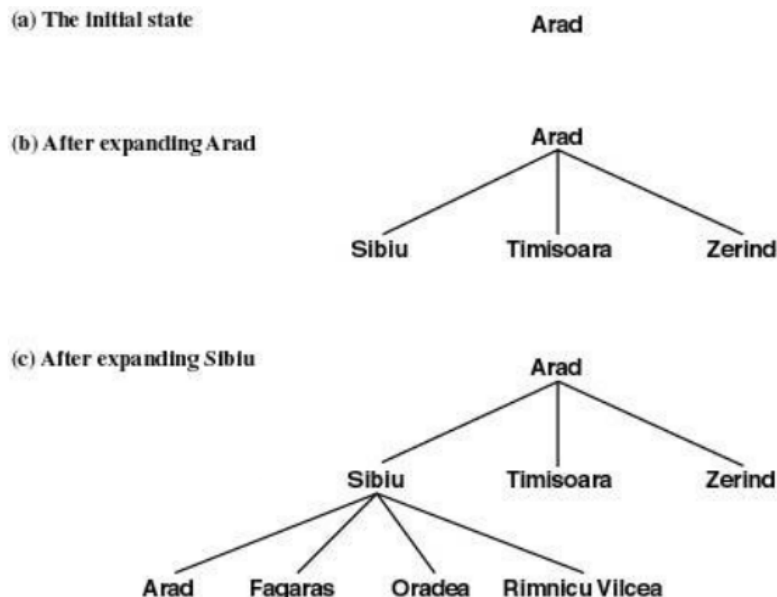 (a) The initial state
Arad
(b) After expanding Arad
Arad
Sibiu Timisoara Zerind
(c) After expanding Sibiu
Arad
Sibiu Timisoara Zerind
Arad Fagaras Oradea Rimnicu Vilcea